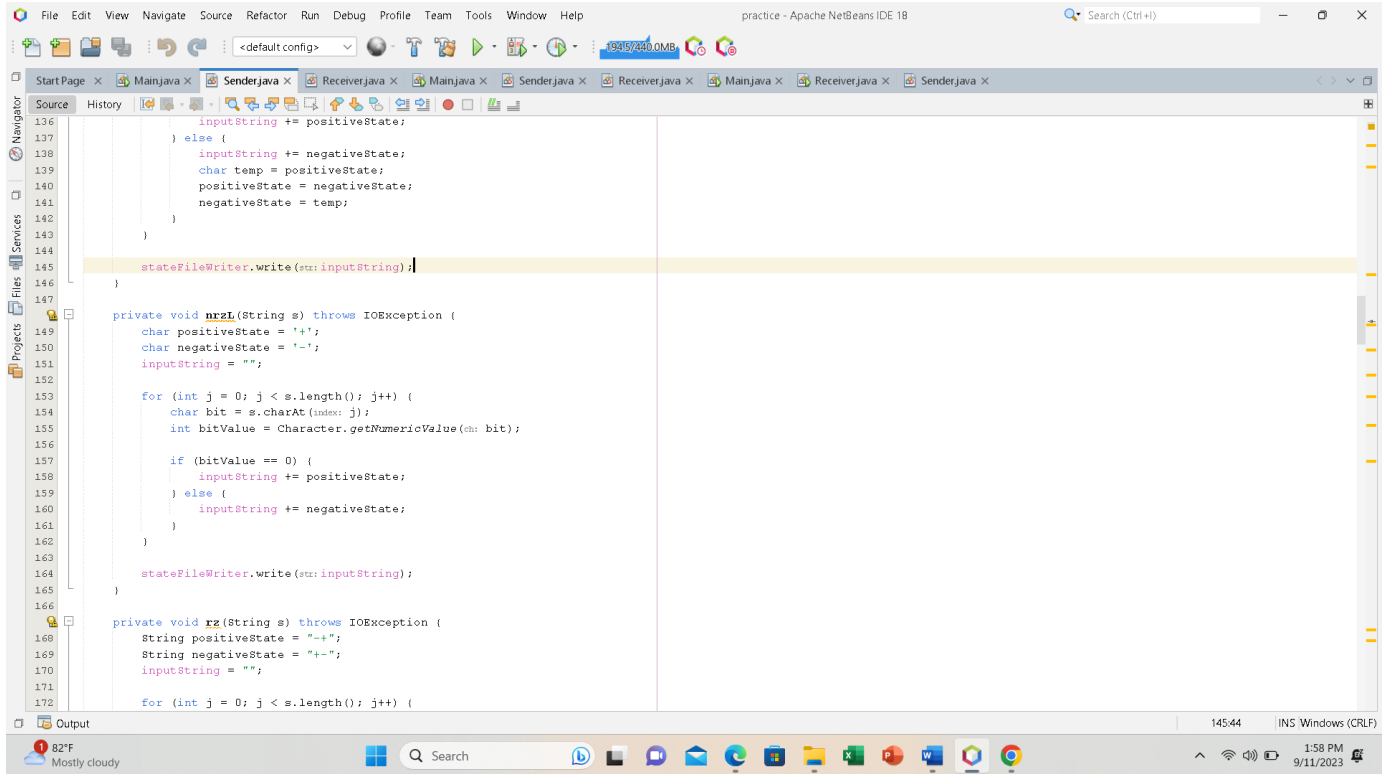 File Edit View Navigate Source Refactor Run Debug Profile Team Tools Window Help practice - Apache NetBeans IDE 18 Search (Ctrl+I)
<default config> 194.5/440.0MB
Start Page Main.java Sender.java Receiver.java Main.java Sender.java Receiver.java Main.java Receiver.java Sender.java
Source History
Navigator
Services
Files
Projects
136 inputString += positiveState;
137 } else {
138 inputString += negativeState;
139 char temp = positiveState;
140 positiveState = negativeState;
141 negativeState = temp;
142 }
143 }
144
145 stateFileWriter.write(str: inputString);
146 }
147
private void nrzL(String s) throws IOException {
149 char positiveState = '+';
150 char negativeState = '-';
151 inputString = "";
152
153 for (int j = 0; j < s.length(); j++) {
154 char bit = s.charAt(index: j);
155 int bitValue = Character.getNumericValue(ch: bit);
156
157 if (bitValue == 0) {
158 inputString += positiveState;
159 } else {
160 inputString += negativeState;
161 }
162 }
163
164 stateFileWriter.write(str: inputString);
165 }
166
private void rz(String s) throws IOException {
168 String positiveState = "-+";
169 String negativeState = "+-";
170 inputString = "";
171
172 for (int j = 0; j < s.length(); j++) {
Output 145:44 INS Windows (CRLF)
1 82°F
Mostly cloudy
Search
1:58 PM
9/11/2023